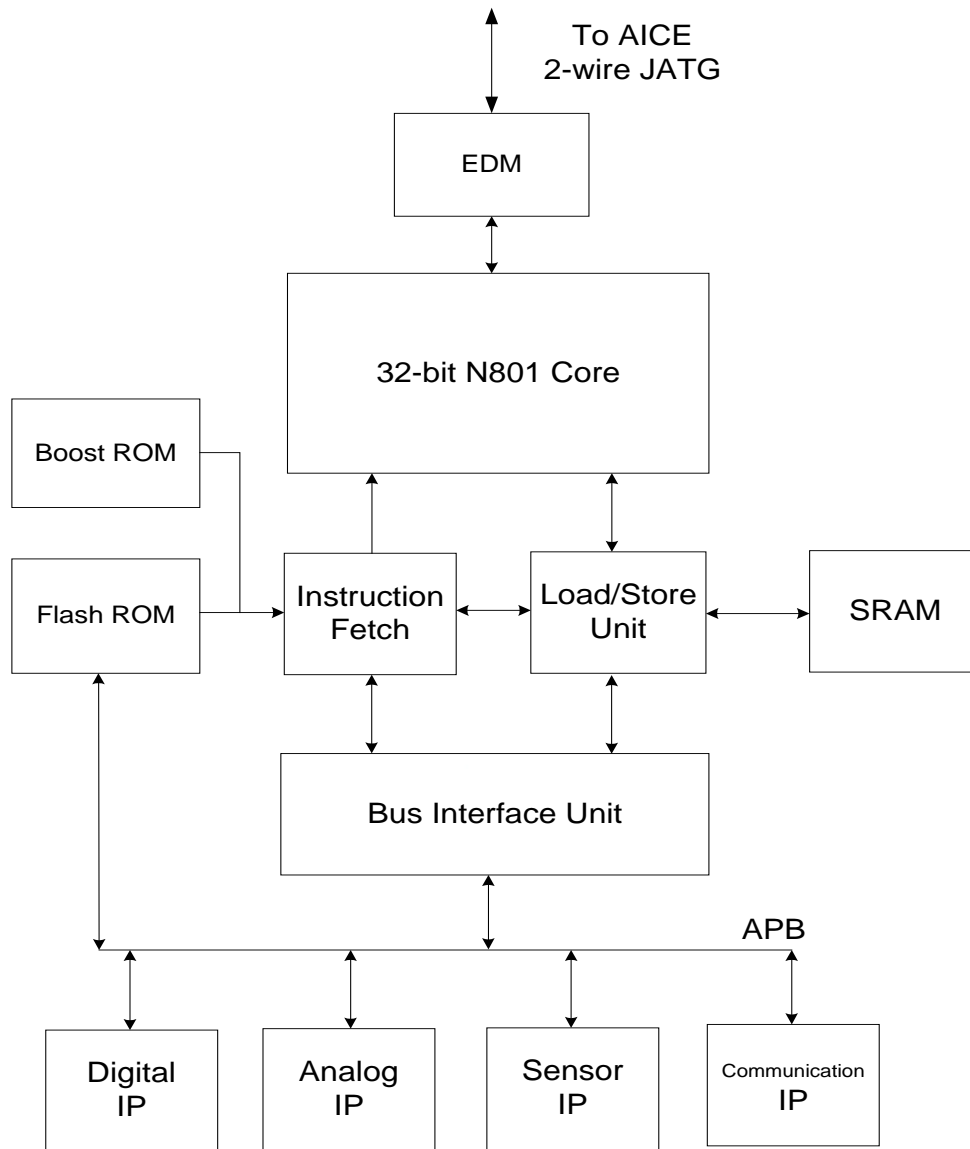 To AICE
2-wire JATG
EDM
32-bit N801 Core
Boost ROM
Flash ROM
Instruction
Fetch
Load/Store
Unit
SRAM
Bus Interface Unit
APB
Digital
IP
Analog
IP
Sensor
IP
Communication
IP